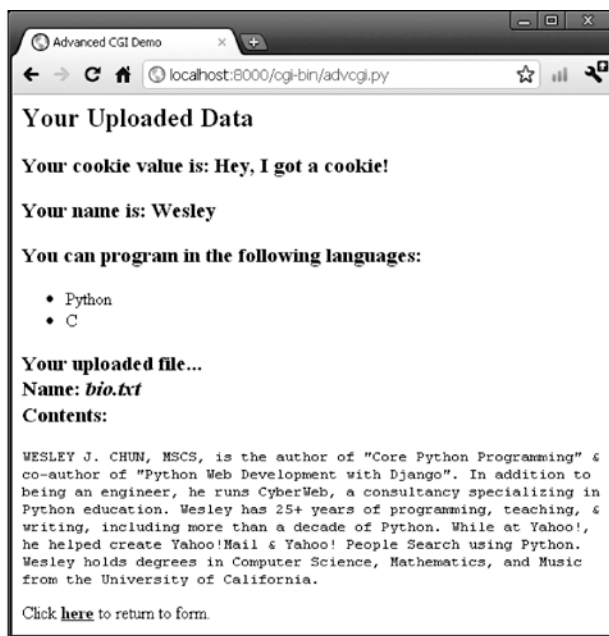 Advanced CGI Demo
localhost:8000/cgi-bin/advcgi.py
Your Uploaded Data
Your cookie value is: Hey, I got a cookie!
Your name is: Wesley
You can program in the following languages:
• Python
• C
Your uploaded file...
Name: bio.txt
Contents:
WESLEY J. CHUN, MSCS, is the author of "Core Python Programming" &
co-author of "Python Web Development with Django". In addition to
being an engineer, he runs CyberWeb, a consultancy specializing in
Python education. Wesley has 25+ years of programming, teaching, &
writing, including more than a decade of Python. While at Yahoo!,
he helped create Yahoo!Mail & Yahoo! People Search using Python.
Wesley holds degrees in Computer Science, Mathematics, and Music
from the University of California.
Click here to return to form.